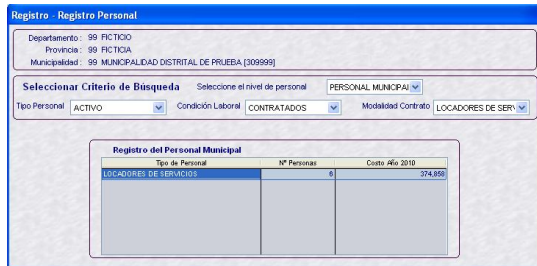 Registro - Registro Personal
Departamento : 99 FICTICIO
Provincia : 99 FICTICIA
Municipalidad : 99 MUNICIPALIDAD DISTRITAL DE PRUEBA [309999]
Seleccionar Criterio de Búsqueda Seleccione el nivel de personal PERSONAL MUNICIPAI
Tipo Personal ACTIVO Condición Laboral CONTRATADOS Modalidad Contrato LOCADORES DE SER\
Registro del Personal Municipal
Tipo de Personal Nº Personas Costo Año 2010
LOCADORES DE SERVICIOS 6 374,858